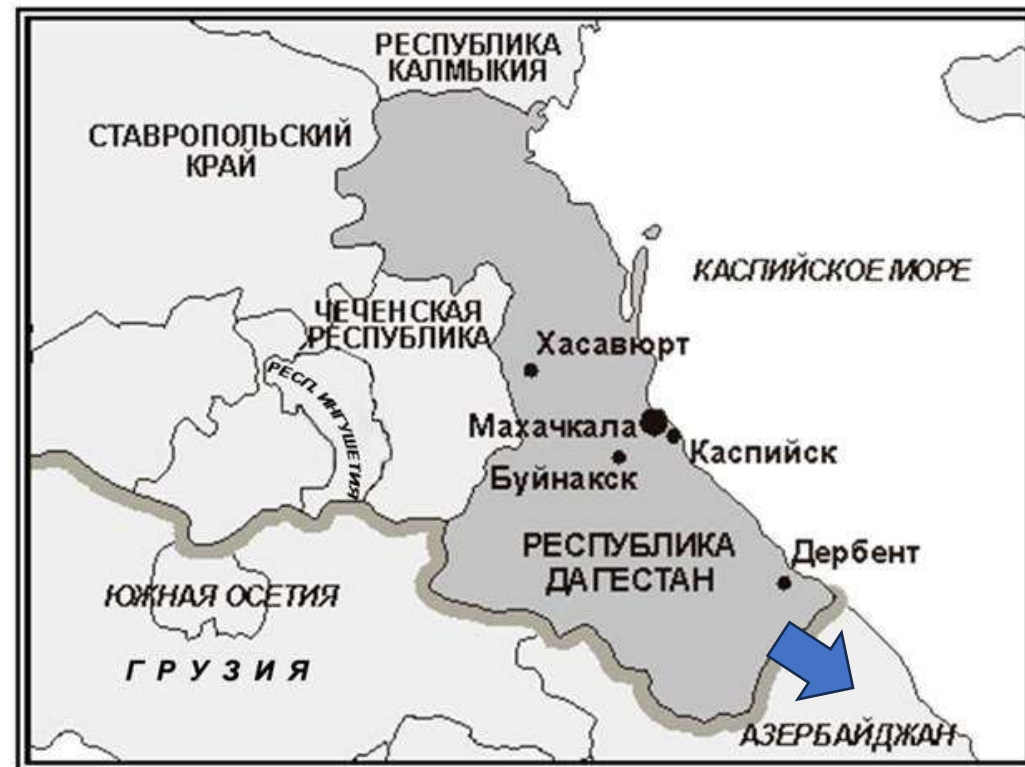 РЕСПУБЛИКА
КАЛМЫКИЯ
СТАВРОПОЛЬСКИЙ
КРАЙ
КАСПИЙСКОЕ МОРЕ
ЧЕЧЕНСКАЯ
РЕСПУБЛИКА
Хасавюрт
РЕСП. ИНГУШЕТИЯ
Махачкала
Каспийск
Буйнакск
РЕСПУБЛИКА
ДАГЕСТАН
Дербент
ЮЖНАЯ ОСЕТИЯ
ГРУЗИЯ
АЗЕРБАЙДЖАН